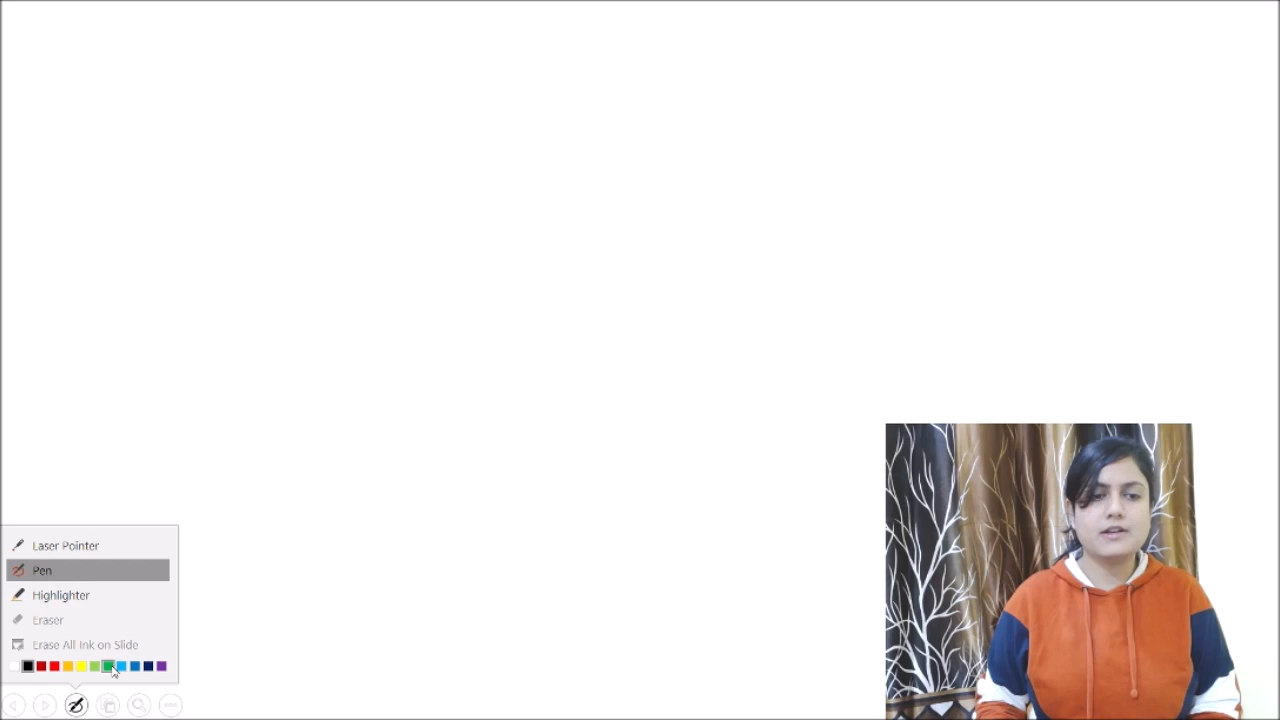 Laser Pointer
Pen
Highlighter
Eraser
Erase All Ink on Slide